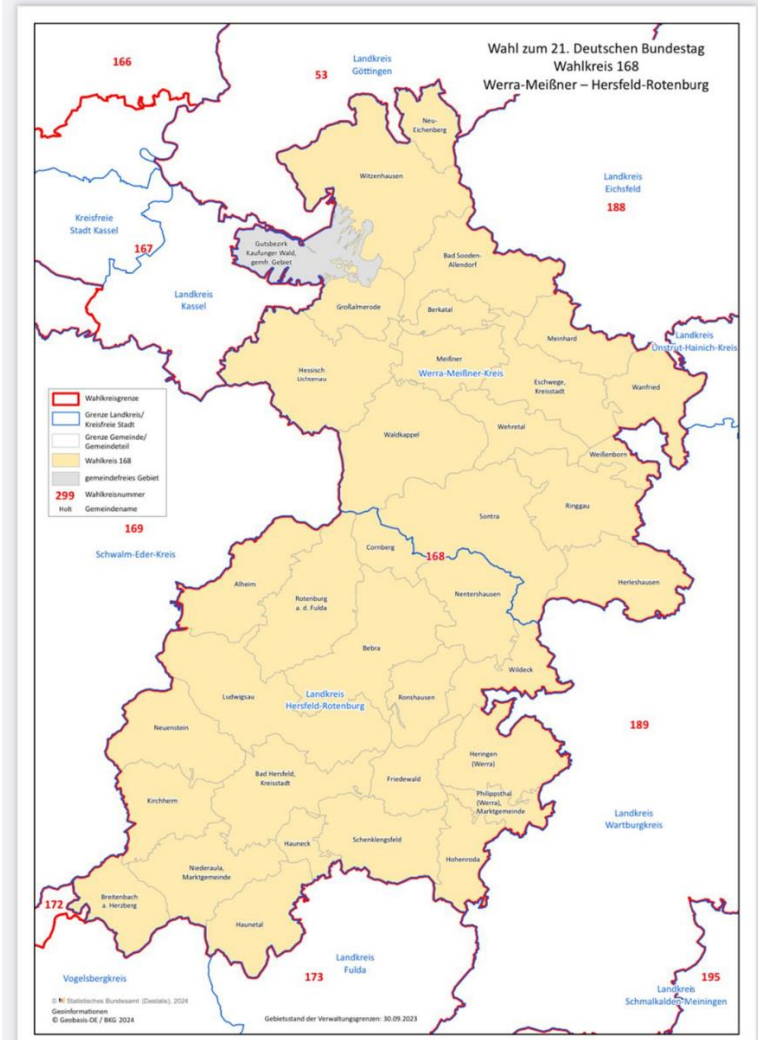 Wahl zum 21. Deutschen Bundestag
Wahlkreis 168
Werra-Meißner – Hersfeld-Rotenburg
166
53
Landkreis
Göttingen
Neu-
Eichenberg
Witzenhausen
Landkreis
Eichsfeld
188
Kreisfreie
Stadt Kassel
167
Gutsbezirk
Kaufunger Wald,
gemfr. Gebiet
Bad Sooden-
Allendorf
Landkreis
Kassel
Großalmerode
Berkatal
Meinhard
Landkreis
Unstrut-Hainich-Kreis
Meißner
Werra-Meißner-Kreis
Hessisch
Lichtenau
Eschwege,
Kreisstadt
Wanfried
Wahlkreisgrenze
Grenze Landkreis/
Kreisfreie Stadt
Grenze Gemeinde/
Gemeindeteil
Wahlkreis 168
gemeindefreies Gebiet
299 Wahlkreisnummer
Holt Gemeindename
Waldkappel
Wehretal
Weißenborn
Sontra
Ringgau
169
Schwalm-Eder-Kreis
Cornberg
168
Alheim
Rotenburg
a. d. Fulda
Nentershausen
Herleshausen
Bebra
Wildeck
Ludwigsau
Landkreis
Hersfeld-Rotenburg
Ronshausen
Neuenstein
189
Heringen
(Werra)
Bad Hersfeld,
Kreisstadt
Friedewald
Kirchheim
Philippsthal
(Werra),
Marktgemeinde
Landkreis
Wartburgkreis
Hauneck
Schenklengsfeld
Hohenroda
Niederaula,
Marktgemeinde
Breitenbach
a. Herzberg
172
Haunetal
Vogelsbergkreis
173
Landkreis
Fulda
195
Landkreis
Schmalkalden-Meiningen
© Statistisches Bundesamt (Destatis), 2024
Geoinformationen
© Geobasis-DE / BKG 2024
Gebietsstand der Verwaltungsgrenzen: 30.09.2023